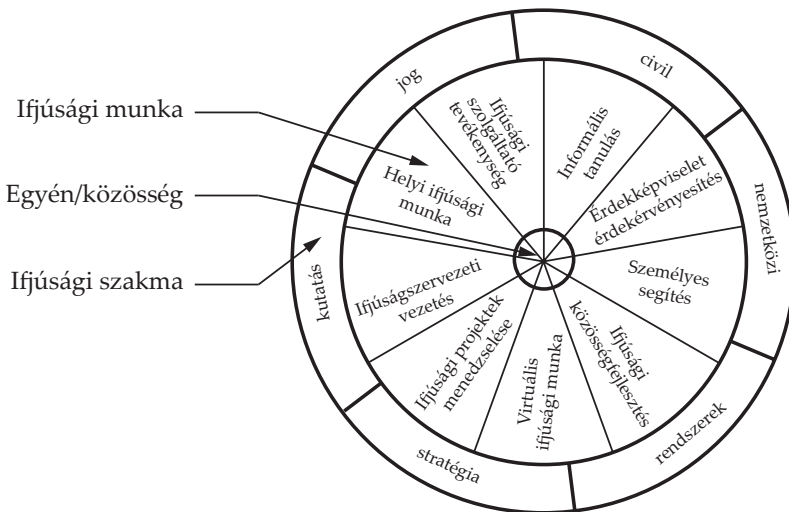 Ifjúsági munka
Egyén/közösség
Ifjúsági szakma
jog
civil
nemzetközi
rendszerek
stratégia
kutatás
Ifjúsági
szolgáltató
tevékenység
Informális
tanulás
Érdekképviselet
érdekérvényesítés
Személyes
segítés
Ifjúsági
közösségfejlesztés
Virtuális
ifjúsági munka
Ifjúsági projektek
menedzselése
Ifjúságszervezeti
vezetés
Helyi ifjúsági
munka